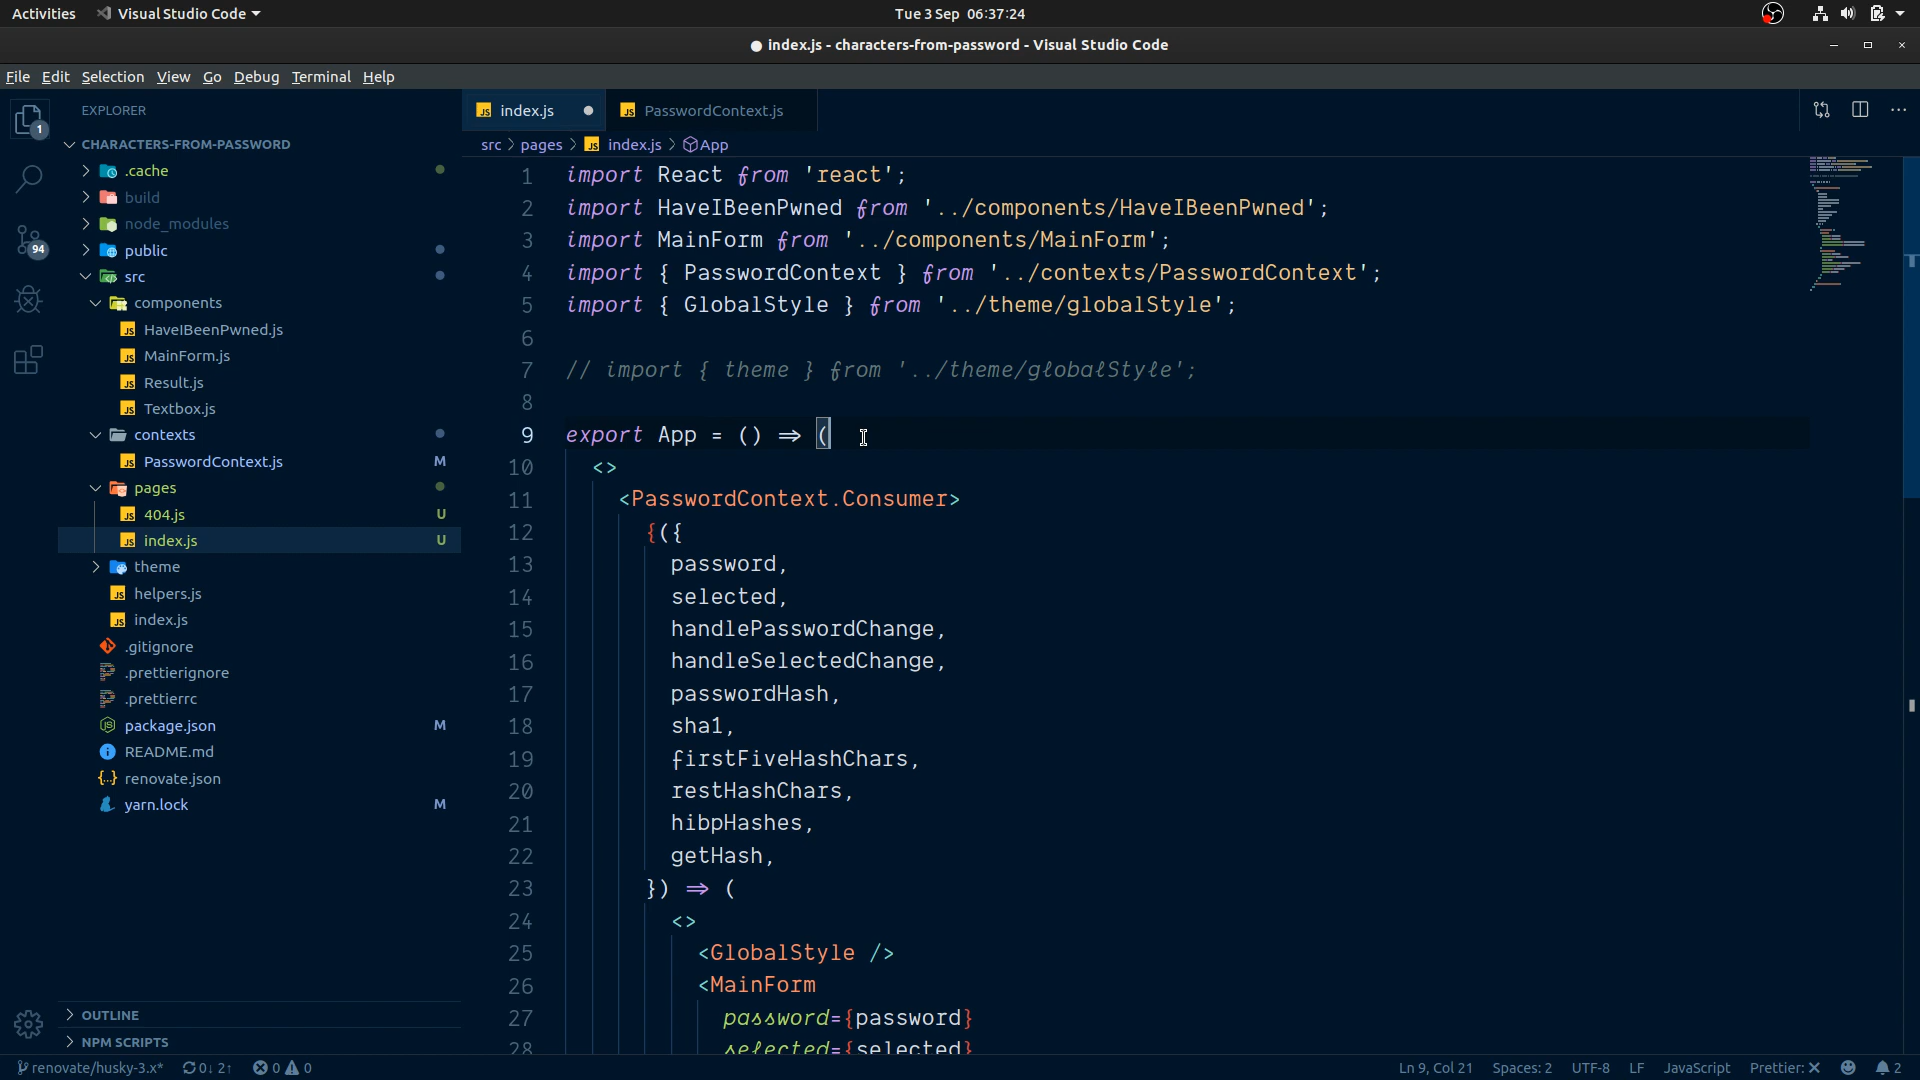 Activities Visual Studio Code Tue 3 Sep 06:37:24
index.js - characters-from-password - Visual Studio Code
File Edit Selection View Go Debug Terminal Help
EXPLORER
1
94
CHARACTERS-FROM-PASSWORD
.cache
build
node_modules
public
src
components
HaveIBeenPwned.js
MainForm.js
Result.js
Textbox.js
contexts
PasswordContext.js M
pages
404.js U
index.js U
theme
helpers.js
index.js
.gitignore
.prettierignore
.prettierrc
package.json M
README.md
renovate.json
yarn.lock M
OUTLINE
NPM SCRIPTS
index.js PasswordContext.js
src > pages > index.js > App
1 import React from 'react';
2 import HaveIBeenPwned from '../components/HaveIBeenPwned';
3 import MainForm from '../components/MainForm';
4 import { PasswordContext } from '../contexts/PasswordContext';
5 import { GlobalStyle } from '../theme/globalStyle';
6
7 // import { theme } from '../theme/globalStyle';
8
9 export App = () => (
10 <>
11 <PasswordContext.Consumer>
12 {({
13 password,
14 selected,
15 handlePasswordChange,
16 handleSelectedChange,
17 passwordHash,
18 sha1,
19 firstFiveHashChars,
20 restHashChars,
21 hibpHashes,
22 getHash,
23 }) => (
24 <>
25 <GlobalStyle />
26 <MainForm
27 password={password}
28 selected={selected}
renovate/husky-3.x* 0↓ 2↑ 0 0 Ln 9, Col 21 Spaces: 2 UTF-8 LF JavaScript Prettier: ✕ 2